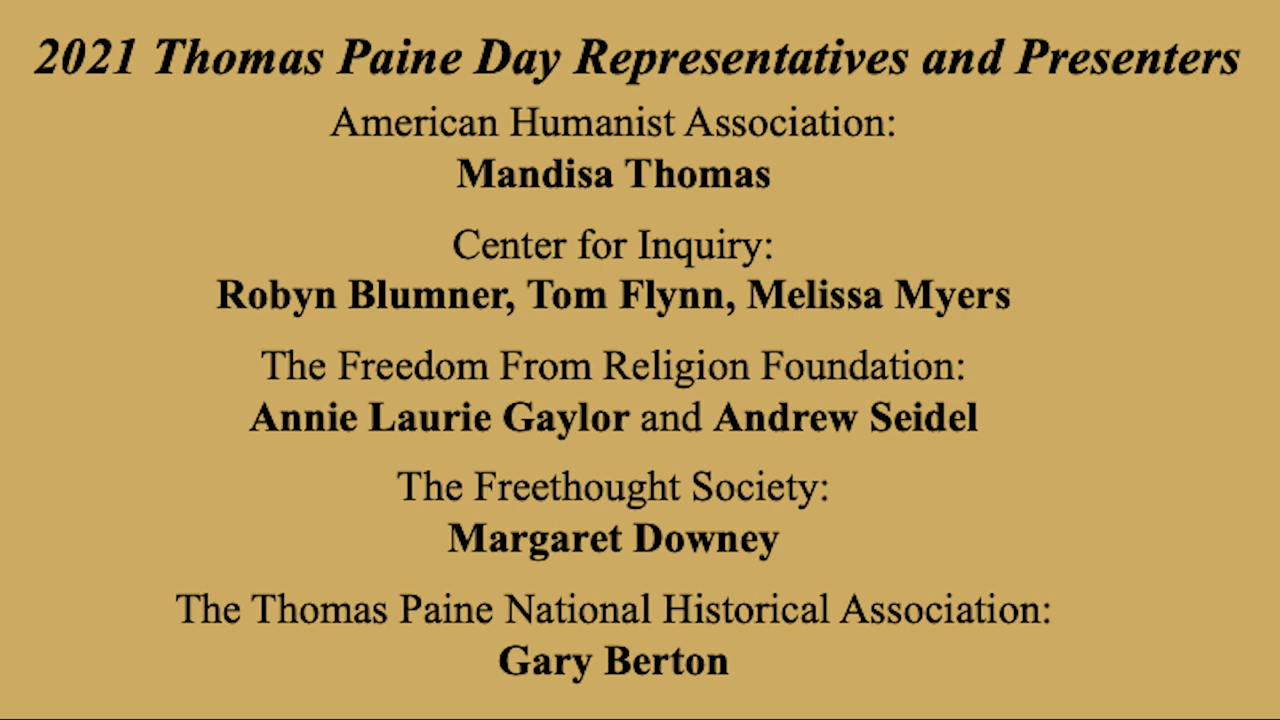 2021 Thomas Paine Day Representatives and Presenters
American Humanist Association:
Mandisa Thomas
Center for Inquiry:
Robyn Blumner, Tom Flynn, Melissa Myers
The Freedom From Religion Foundation:
Annie Laurie Gaylor and Andrew Seidel
The Freethought Society:
Margaret Downey
The Thomas Paine National Historical Association:
Gary Berton